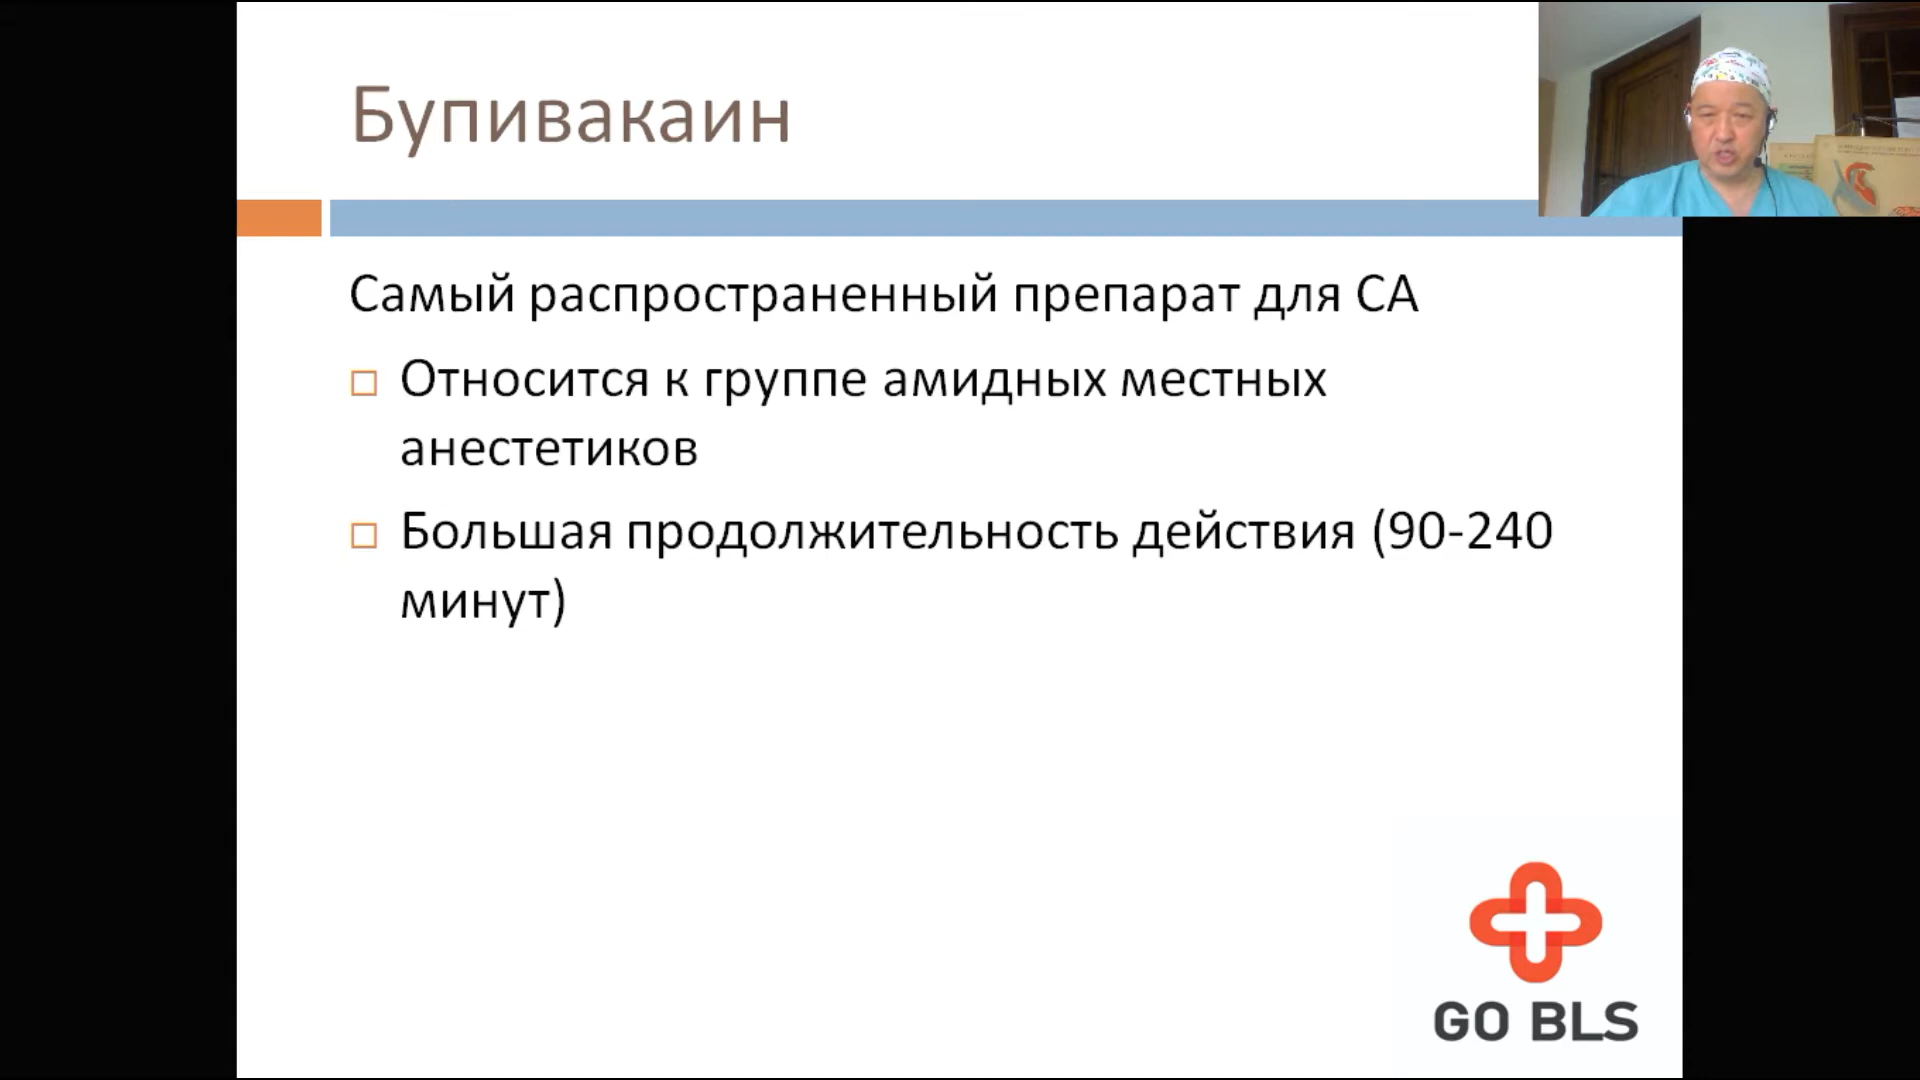 Бупивакаин
Самый распространенный препарат для СА
Относится к группе амидных местных
анестетиков
Большая продолжительность действия (90-240
минут)
GO BLS